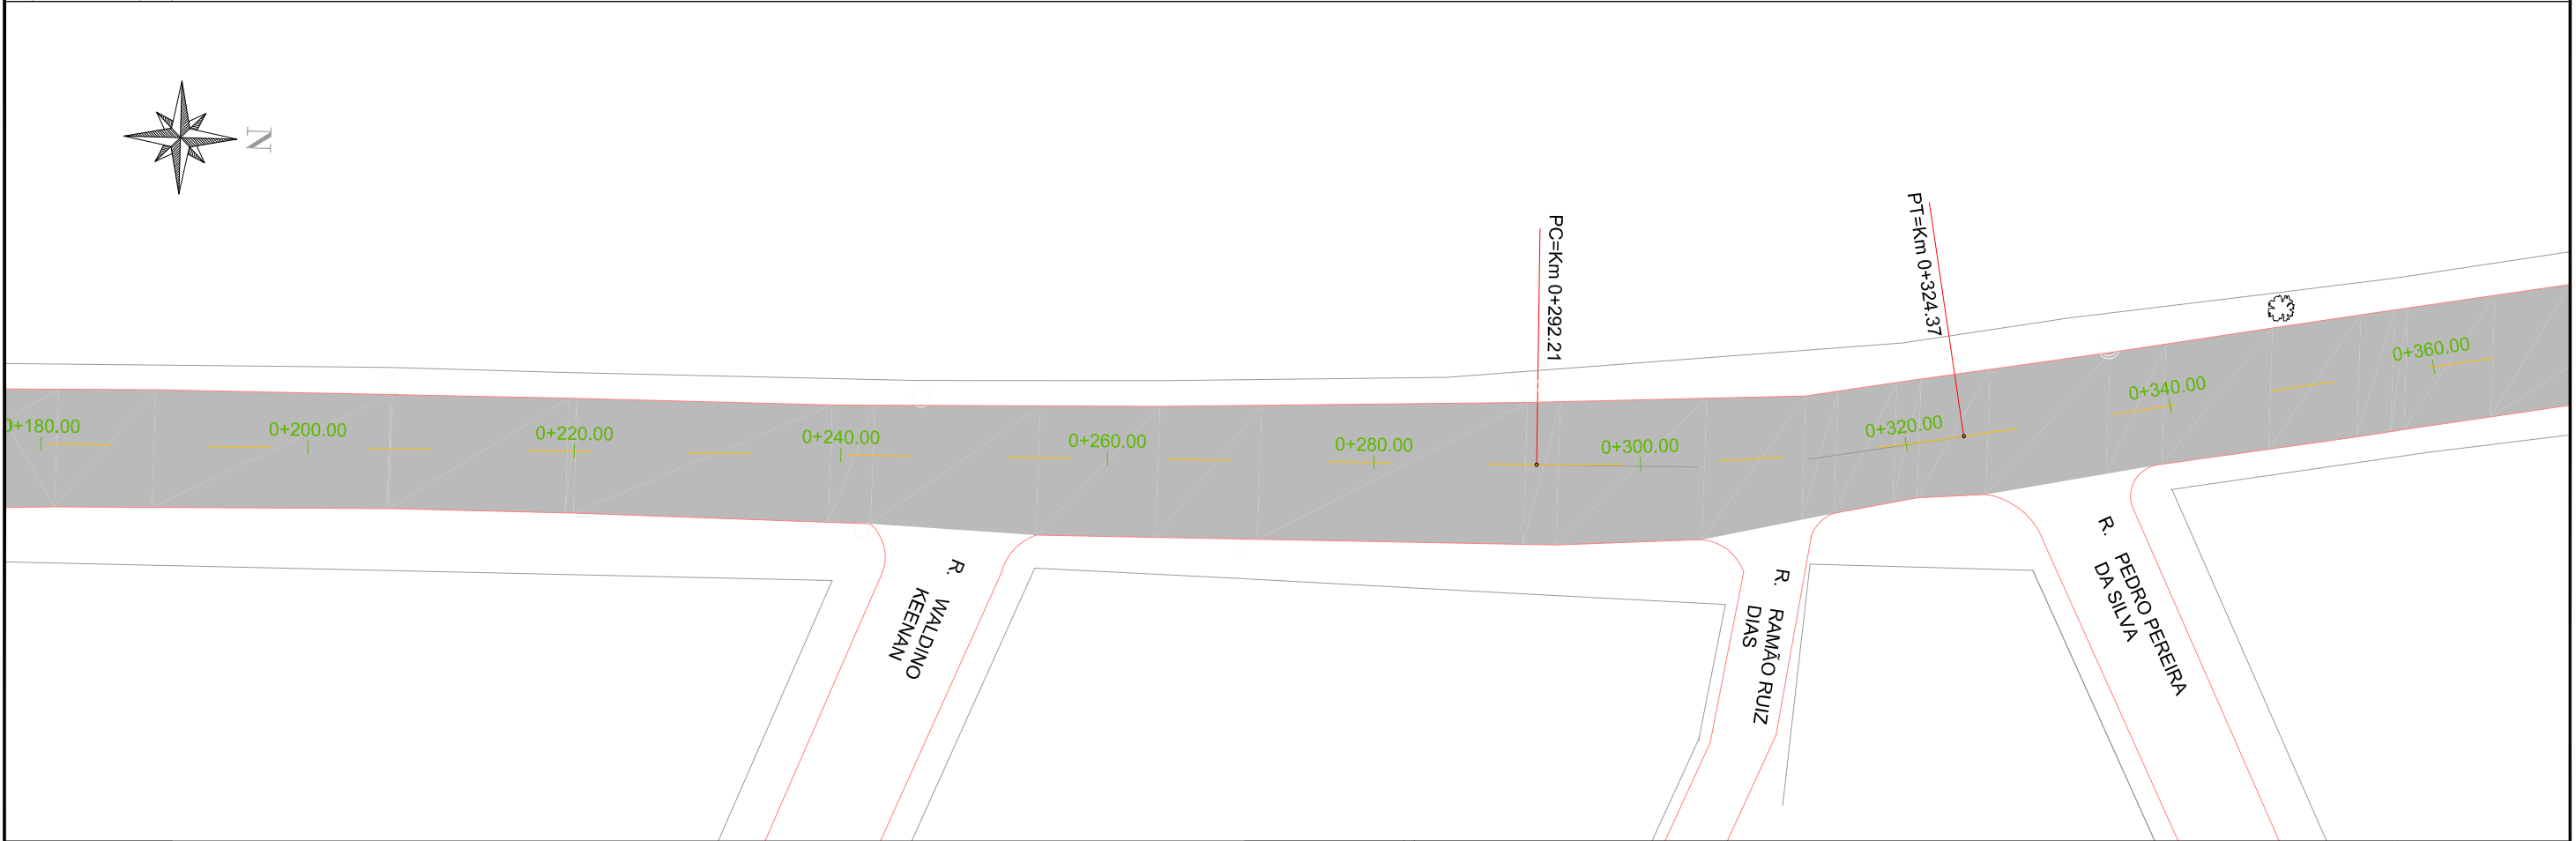 N
PC=Km 0+292.21
PT=Km 0+324.37
0+180.00
0+200.00
0+220.00
0+240.00
0+260.00
0+280.00
0+300.00
0+320.00
0+340.00
0+360.00
R. WALDINO
KEENAN
R. RAMÃO RUIZ
DIAS
R. PEDRO PEREIRA
DA SILVA